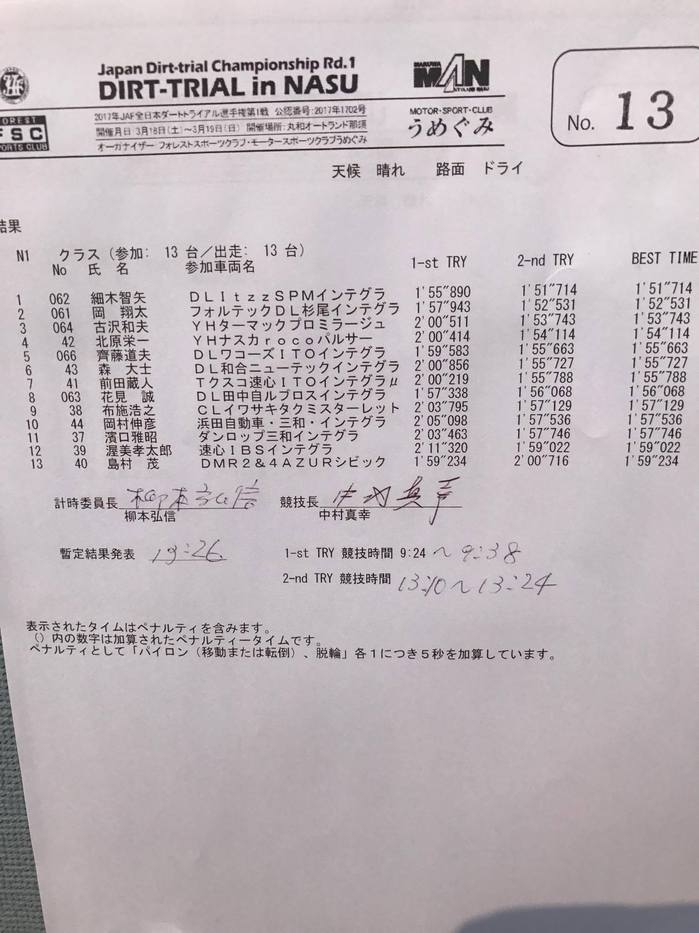 Japan Dirt-trial Championship Rd.1
DIRT-TRIAL in NASU
MAN
FOREST
FSC
SPORTS CLUB
2017年JAF全日本ダートトライアル選手権第1戦 公認番号:2017年1702号
開催月日 3月18日(土)~3月19日(日) 開催場所:丸和オートランド那須
オーガナイザー フォレストスポーツクラブ・モータースポーツクラブうめぐみ
MOTOR・SPORT・CLUB
うめぐみ
No. 13
天候 晴れ 路面 ドライ
結果
N1 クラス(参加: 13 台/出走: 13 台)
No 氏 名 参加車両名 1-st TRY 2-nd TRY BEST TIME
1 062 細木智矢 DLItzzSPMインテグラ 1'55"890 1'51"714 1'51"714
2 061 岡 翔太 フォルテックDL杉尾インテグラ 1'57"943 1'52"531 1'52"531
3 064 古沢和夫 YHターマックプロミラージュ 2'00"511 1'53"743 1'53"743
4 42 北原栄一 YHナスカrocoパルサー 2'00"414 1'54"114 1'54"114
5 066 齊藤道夫 DLワコーズITOインテグラ 1'59"583 1'55"663 1'55"663
6 43 森 大士 DL和合ニューテックインテグラ 2'00"856 1'55"727 1'55"727
7 41 前田蔵人 Tクスコ速心ITOインテグラμ 2'00"219 1'55"788 1'55"788
8 063 花見 誠 DL田中自ルブロスインテグラ 1'57"338 1'56"068 1'56"068
9 38 布施浩之 CLイワサキタクミスターレット 2'03"795 1'57"129 1'57"129
10 44 岡村伸彦 浜田自動車・三和・インテグラ 2'05"098 1'57"536 1'57"536
11 37 濱口雅昭 ダンロップ三和インテグラ 2'03"463 1'57"746 1'57"746
12 39 渥美孝太郎 速心IBSインテグラ 2'11"320 1'59"022 1'59"022
13 40 島村 茂 DMR2&4AZURシビック 1'59"234 2'00"716 1'59"234
計時委員長 柳本弘信 競技長 中村真幸
柳本弘信 中村真幸
暫定結果発表 13:26 1-st TRY 競技時間 9:24 ~ 9:38
2-nd TRY 競技時間 13:10~13:24
表示されたタイムはペナルティを含みます。
()内の数字は加算されたペナルティータイムです。
ペナルティとして「パイロン(移動または転倒)、脱輪」各1につき5秒を加算しています。